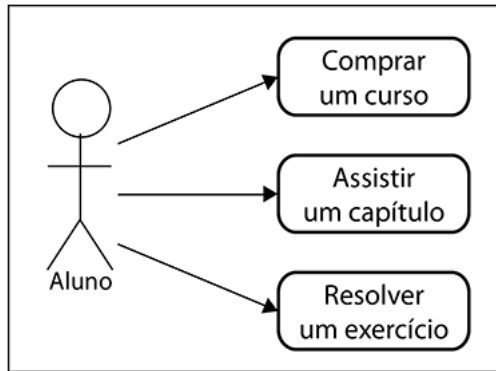 Comprar
um curso
Assistir
um capítulo
Aluno
Resolver
um exercício